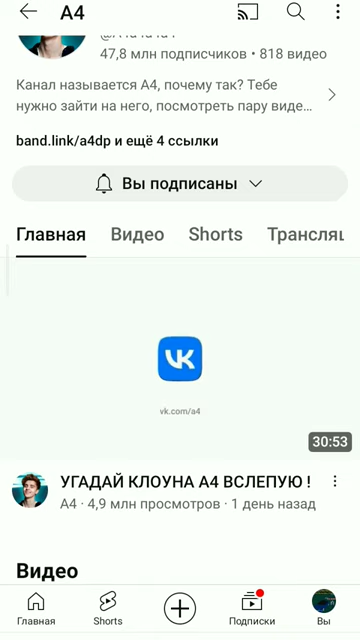 A4
47,8 млн подписчиков • 818 видео
Канал называется А4, почему так? Тебе
нужно зайти на него, посмотреть пару виде...
band.link/a4dp и ещё 4 ссылки
Вы подписаны
Главная Видео Shorts
VK
vk.com/a4
30:53
УГАДАЙ КЛОУНА А4 ВСЛЕПУЮ !
А4 · 4,9 млн просмотров · 1 день назад
Видео
Главная Shorts Подписки Вы